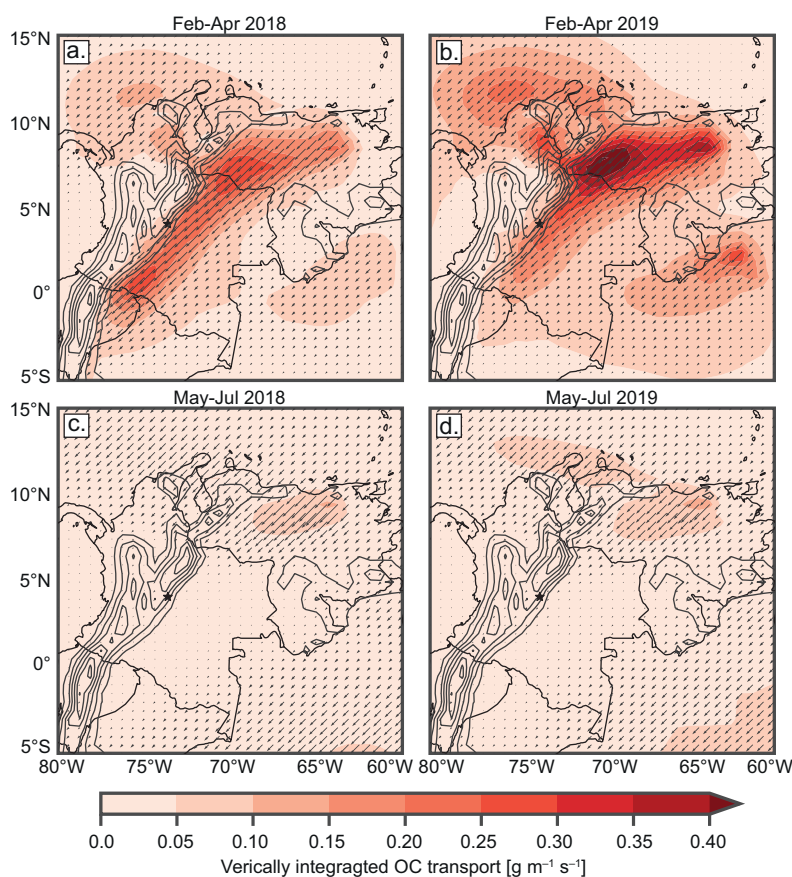 Feb-Apr 2018
Feb-Apr 2019
15°N
a.
b.
10°N
5°N
0°
5°S
May-Jul 2018
May-Jul 2019
15°N
c.
d.
10°N
5°N
0°
5°S
80°W 75°W 70°W 65°W 60°W 80°W 75°W 70°W 65°W 60°W
0.0 0.05 0.10 0.15 0.20 0.25 0.30 0.35 0.40
Verically integragted OC transport [g m⁻¹ s⁻¹]